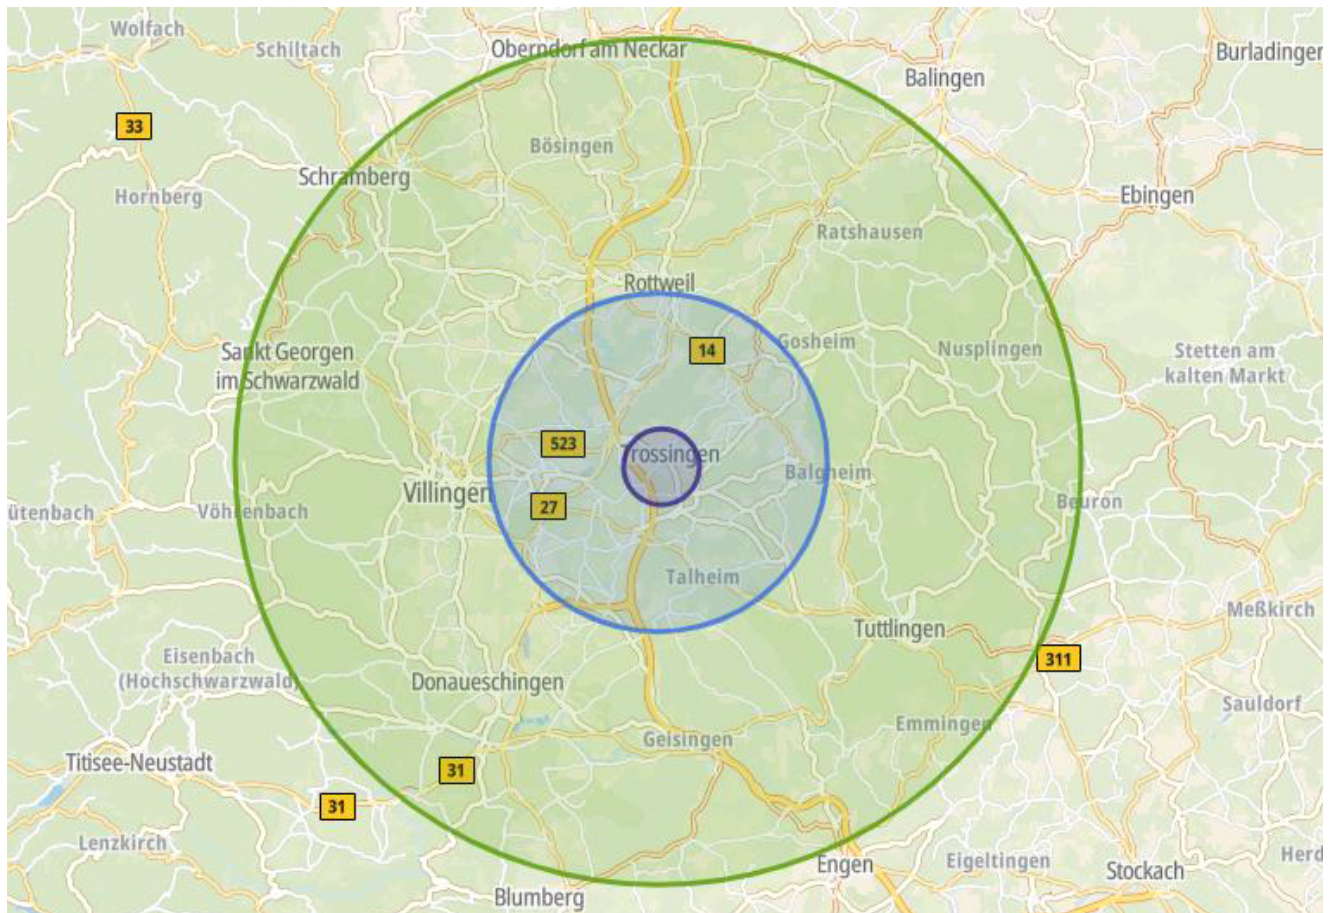 Wolfach
Schiltach
Oberndorf am Neckar
Burladingen
Balingen
33
Bösingen
Schramberg
Hornberg
Ebingen
Ratshausen
Rottweil
Sankt Georgen
im Schwarzwald
14
Gosheim
Nusplingen
Stetten am
kalten Markt
523
Trossingen
Balgheim
Villingen
27
Vöhrenbach
Beuron
ütenbach
Talheim
Meßkirch
Tuttlingen
311
Eisenbach
(Hochschwarzwald)
Donaueschingen
Sauldorf
Emmingen
Geisingen
Titisee-Neustadt
31
31
Lenzkirch
Engen
Eigeltingen
Stockach
Herd
Blumberg